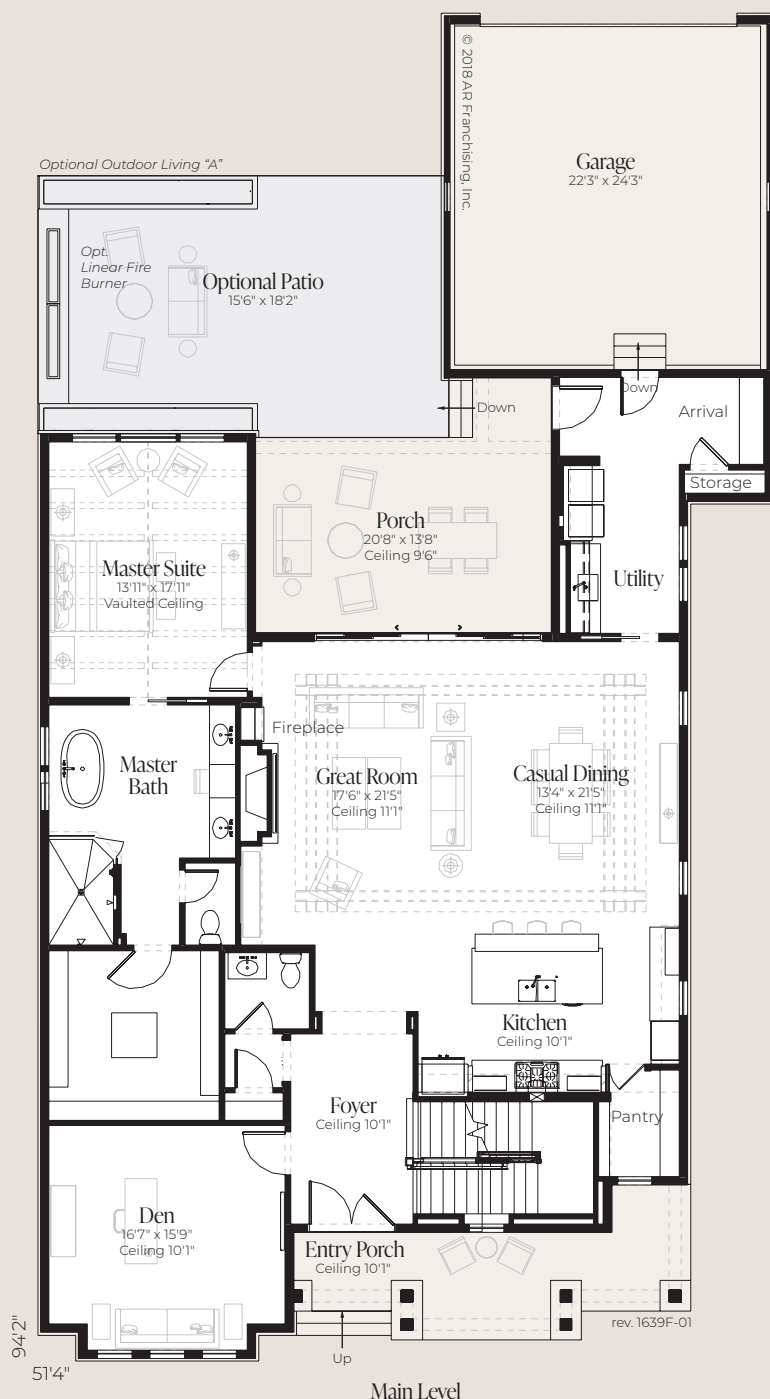 © 2018 AR Franchising, Inc.
Garage
22'3" x 24'3"
Optional Outdoor Living “A”
Opt.
Linear Fire
Burner
Optional Patio
15'6" x 18'2"
Down
Down
Arrival
Storage
Porch
20'8" x 13'8"
Ceiling 9'6"
Master Suite
13'11" x 17'11"
Vaulted Ceiling
Utility
Fireplace
Master
Bath
Great Room
17'6" x 21'5"
Ceiling 11'1"
Casual Dining
13'4" x 21'5"
Ceiling 11'1"
Kitchen
Ceiling 10'1"
Foyer
Ceiling 10'1"
Pantry
Den
16'7" x 15'9"
Ceiling 10'1"
Entry Porch
Ceiling 10'1"
rev. 1639F-01
94'2"
51'4"
Up
Main Level